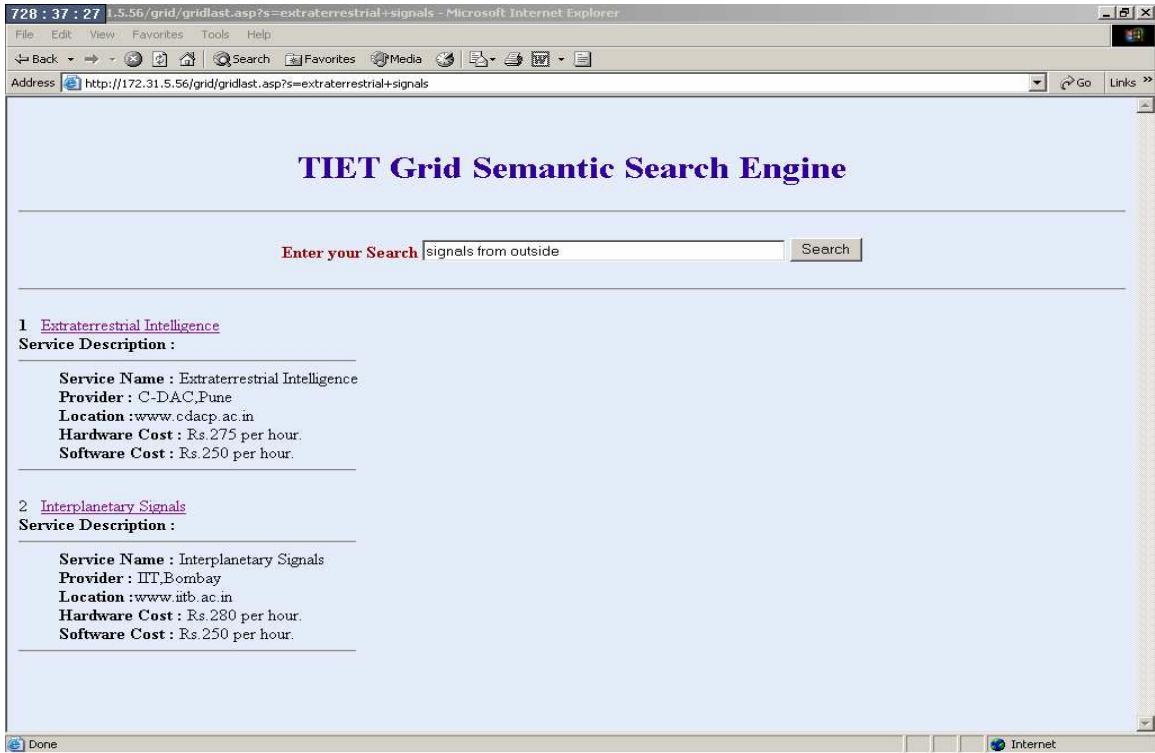 728 : 37 : 27 1.5.56/grid/gridlast.asp?s=extraterrestrial+signals - Microsoft Internet Explorer
File Edit View Favorites Tools Help
Back Search Favorites Media
Address http://172.31.5.56/grid/gridlast.asp?s=extraterrestrial+signals Go Links »
TIET Grid Semantic Search Engine
Enter your Search signals from outside Search
1 Extraterrestrial Intelligence
Service Description :
Service Name : Extraterrestrial Intelligence
Provider : C-DAC,Pune
Location :www.cdacp.ac.in
Hardware Cost : Rs.275 per hour.
Software Cost : Rs.250 per hour.
2 Interplanetary Signals
Service Description :
Service Name : Interplanetary Signals
Provider : IIT,Bombay
Location :www.iitb.ac.in
Hardware Cost : Rs.280 per hour.
Software Cost : Rs.250 per hour.
Done Internet